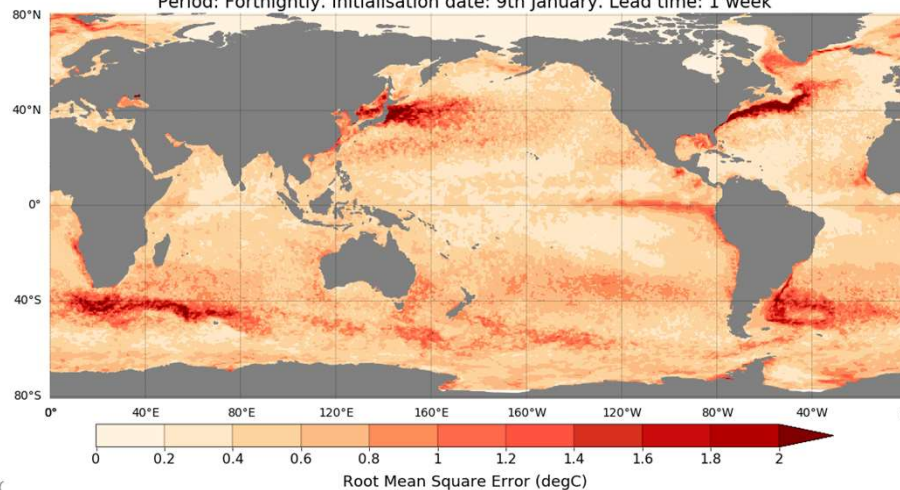 Period: Fortnightly. Initialisation date: 9th January. Lead time: 1 week
80°N
40°N
0°
40°S
80°S
0° 40°E 80°E 120°E 160°E 160°W 120°W 80°W 40°W
0 0.2 0.4 0.6 0.8 1 1.2 1.4 1.6 1.8 2
Root Mean Square Error (degC)